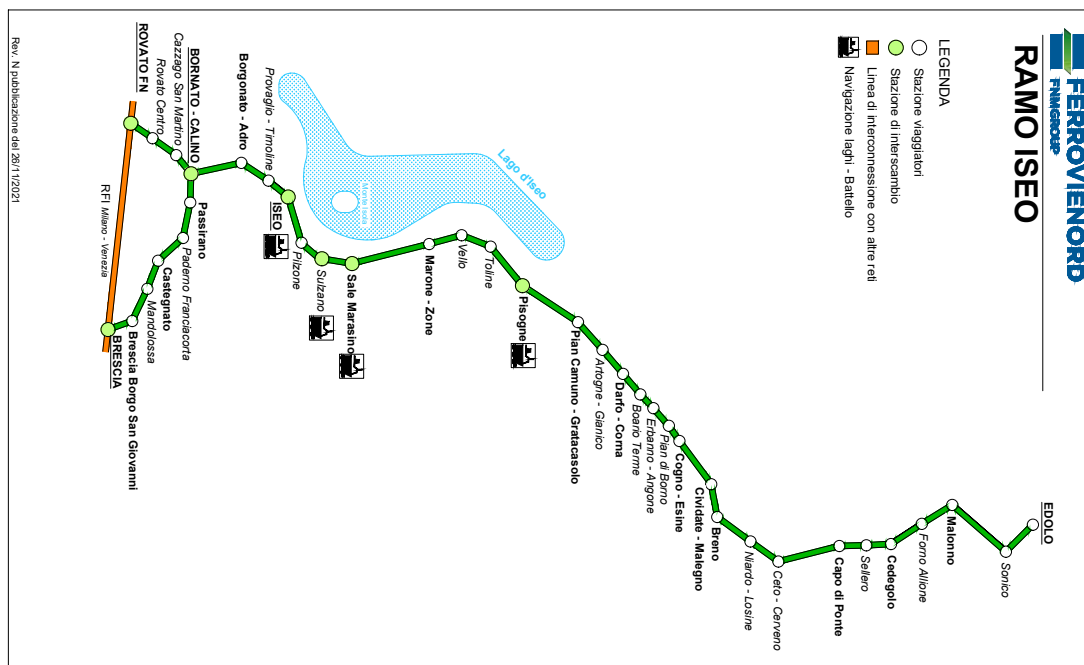 FERROVIENORD
FNMGROUP
RAMO ISEO
LEGENDA
Stazione viaggiatori
Stazione di interscambio
Linea di interconnessione con altre reti
Navigazione laghi - Battello
EDOLO
Sonico
Malonno
Forno Allione
Cedegolo
Sellero
Capo di Ponte
Ceto - Cerveno
Niardo - Losine
Breno
Cividate - Malegno
Cogno - Esine
Pian di Borno
Erbanno - Angone
Boario Terme
Darfo - Corna
Artogne - Gianico
Pian Camuno - Gratacasolo
Pisogne
Toline
Vello
Marone - Zone
Lago d'Iseo
Sale Marasino
Sulzano
Pilzone
ISEO
Provaglio - Timoline
Borgonato - Adro
BORNATO - CALINO
Cazzago San Martino
Rovato Centro
ROVATO FN
Passirano
Paderno Franciacorta
Castegnato
Mandolossa
Brescia Borgo San Giovanni
BRESCIA
RFI Milano - Venezia
Rev. N pubblicazione del 26/11/2021